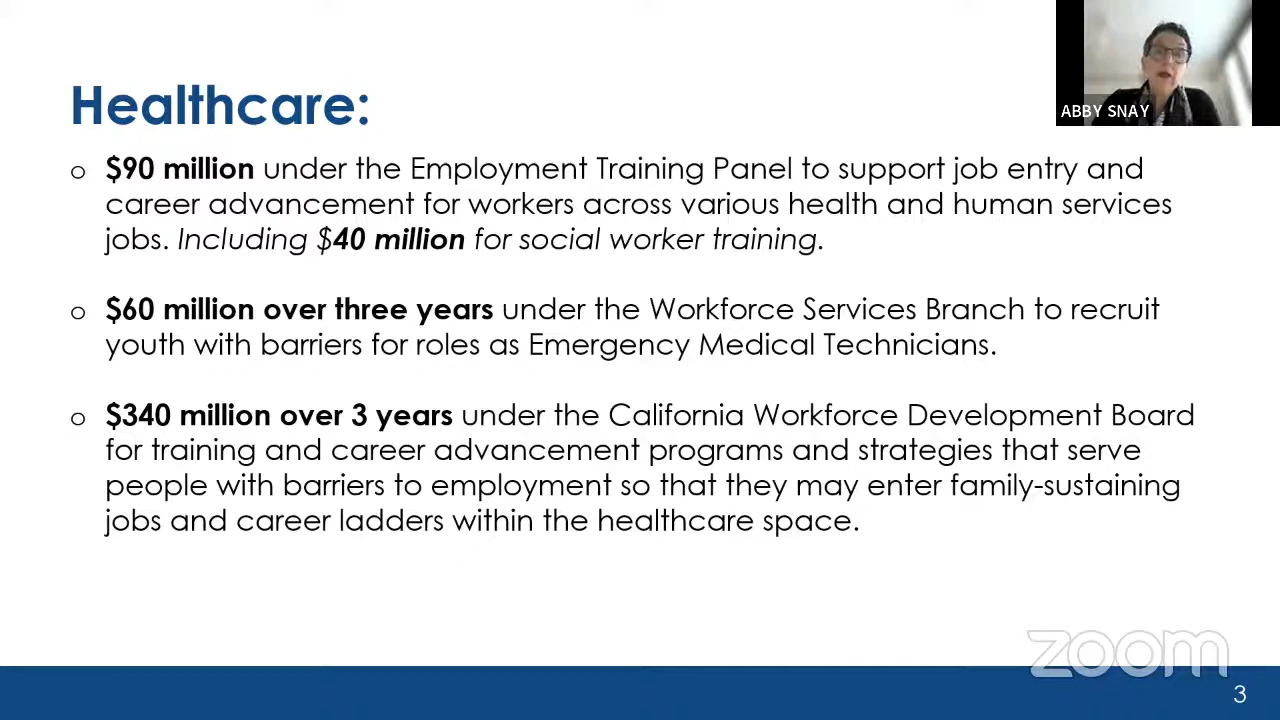 ABBY SNAY
Healthcare:
o $90 million under the Employment Training Panel to support job entry and
career advancement for workers across various health and human services
jobs. Including $40 million for social worker training.
o $60 million over three years under the Workforce Services Branch to recruit
youth with barriers for roles as Emergency Medical Technicians.
o $340 million over 3 years under the California Workforce Development Board
for training and career advancement programs and strategies that serve
people with barriers to employment so that they may enter family-sustaining
jobs and career ladders within the healthcare space.
zoom
3